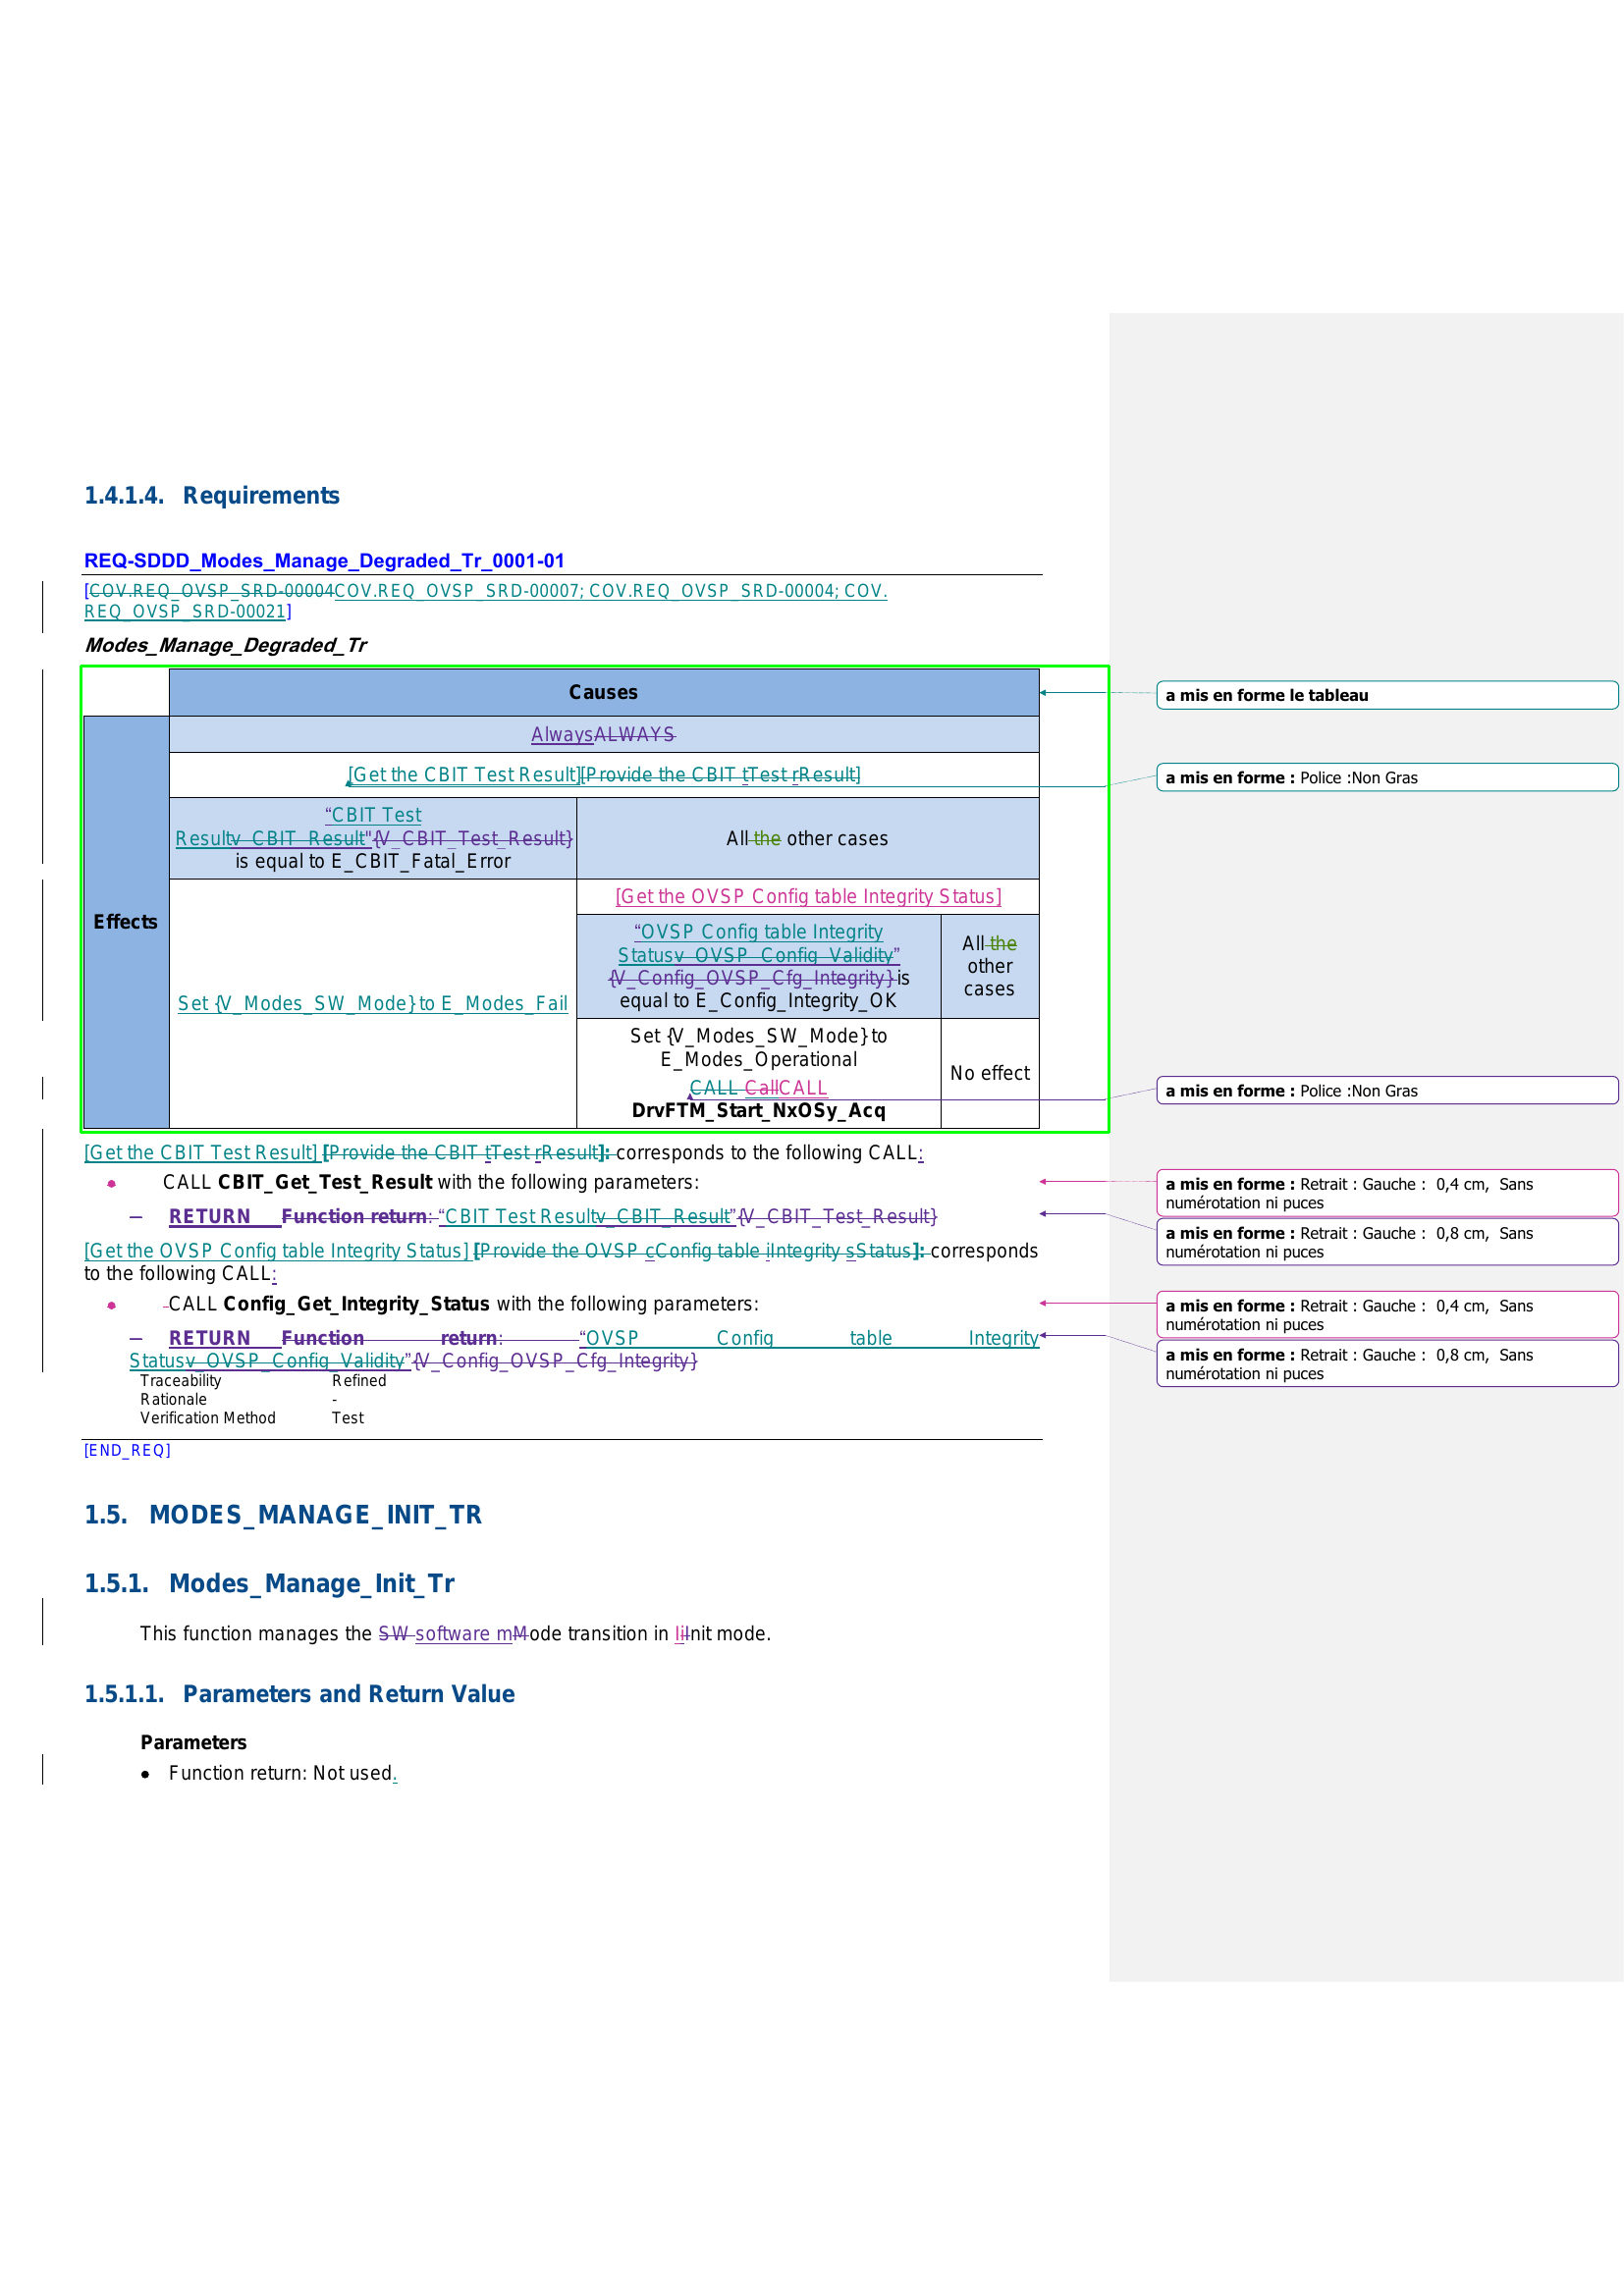 1.4.1.4. Requirements
REQ-SDDD_Modes_Manage_Degraded_Tr_0001-01
[COV.REQ_OVSP_SRD-00004COV.REQ_OVSP_SRD-00007; COV.REQ_OVSP_SRD-00004; COV.
REQ_OVSP_SRD-00021]
Modes_Manage_Degraded_Tr
Causes
a mis en forme le tableau
AlwaysALWAYS
[Get the CBIT Test Result][Provide the CBIT tTest rResult]
a mis en forme : Police :Non Gras
“CBIT Test
Resultv_CBIT_Result”{V_CBIT_Test_Result}
is equal to E_CBIT_Fatal_Error
All the other cases
Effects
[Get the OVSP Config table Integrity Status]
“OVSP Config table Integrity
Statusv_OVSP_Config_Validity”
{V_Config_OVSP_Cfg_Integrity} is
equal to E_Config_Integrity_OK
All the
other
cases
Set {V_Modes_SW_Mode} to E_Modes_Fail
Set {V_Modes_SW_Mode} to
E_Modes_Operational
CALL CallCALL
DrvFTM_Start_NxOSy_Acq
No effect
a mis en forme : Police :Non Gras
[Get the CBIT Test Result] [Provide the CBIT tTest rResult]: corresponds to the following CALL:
• CALL CBIT_Get_Test_Result with the following parameters:
a mis en forme : Retrait : Gauche : 0,4 cm, Sans
numérotation ni puces
— RETURN Function return: “CBIT Test Resultv_CBIT_Result”{V_CBIT_Test_Result}
a mis en forme : Retrait : Gauche : 0,8 cm, Sans
numérotation ni puces
[Get the OVSP Config table Integrity Status] [Provide the OVSP cConfig table iIntegrity sStatus]: corresponds
to the following CALL:
• CALL Config_Get_Integrity_Status with the following parameters:
a mis en forme : Retrait : Gauche : 0,4 cm, Sans
numérotation ni puces
— RETURN Function return: “OVSP Config table Integrity
Statusv_OVSP_Config_Validity”{V_Config_OVSP_Cfg_Integrity}
a mis en forme : Retrait : Gauche : 0,8 cm, Sans
numérotation ni puces
Traceability Refined
Rationale -
Verification Method Test
[END_REQ]
1.5. MODES_MANAGE_INIT_TR
1.5.1. Modes_Manage_Init_Tr
This function manages the SW software mMode transition in IiInit mode.
1.5.1.1. Parameters and Return Value
Parameters
• Function return: Not used.